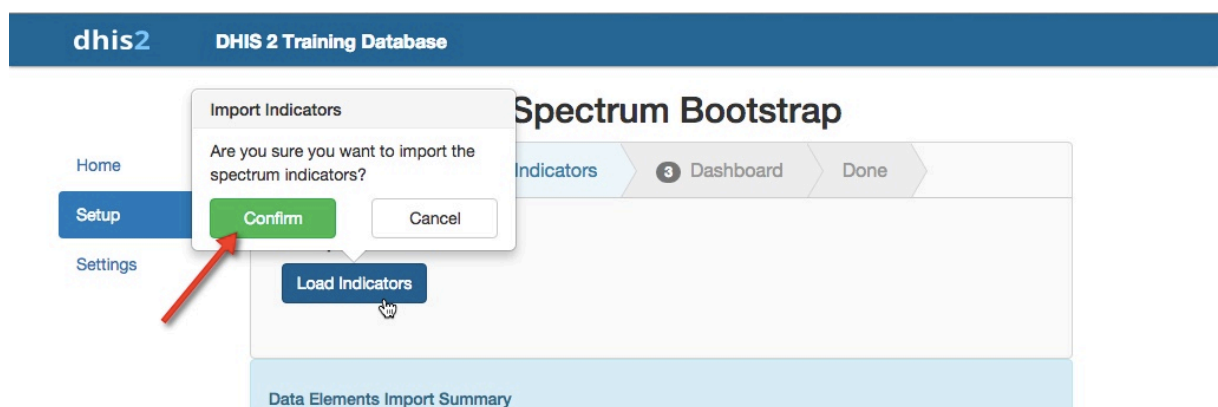 dhis2 DHIS 2 Training Database
Spectrum Bootstrap
Import Indicators
Are you sure you want to import the
spectrum indicators?
Confirm Cancel
Home
Setup
Settings
Indicators 3 Dashboard Done
Load Indicators
Data Elements Import Summary